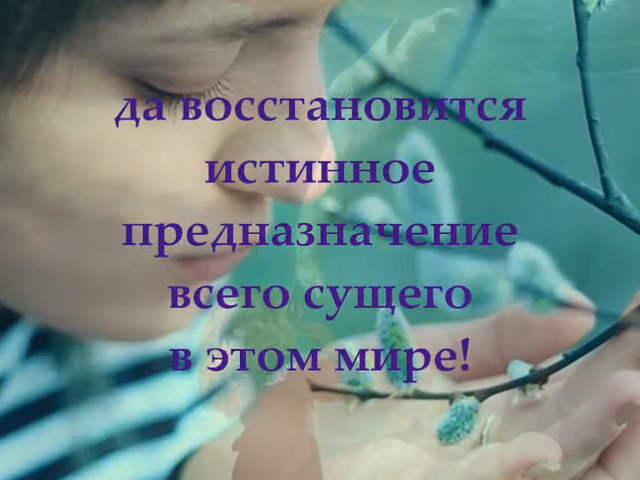 да восстановится
истинное
предназначение
всего сущего
в этом мире!